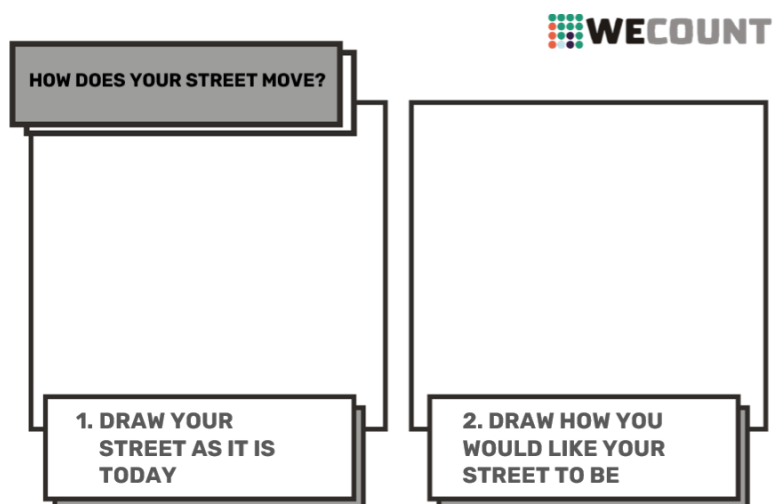 WECOUNT
HOW DOES YOUR STREET MOVE?
1. DRAW YOUR
STREET AS IT IS
TODAY
2. DRAW HOW YOU
WOULD LIKE YOUR
STREET TO BE